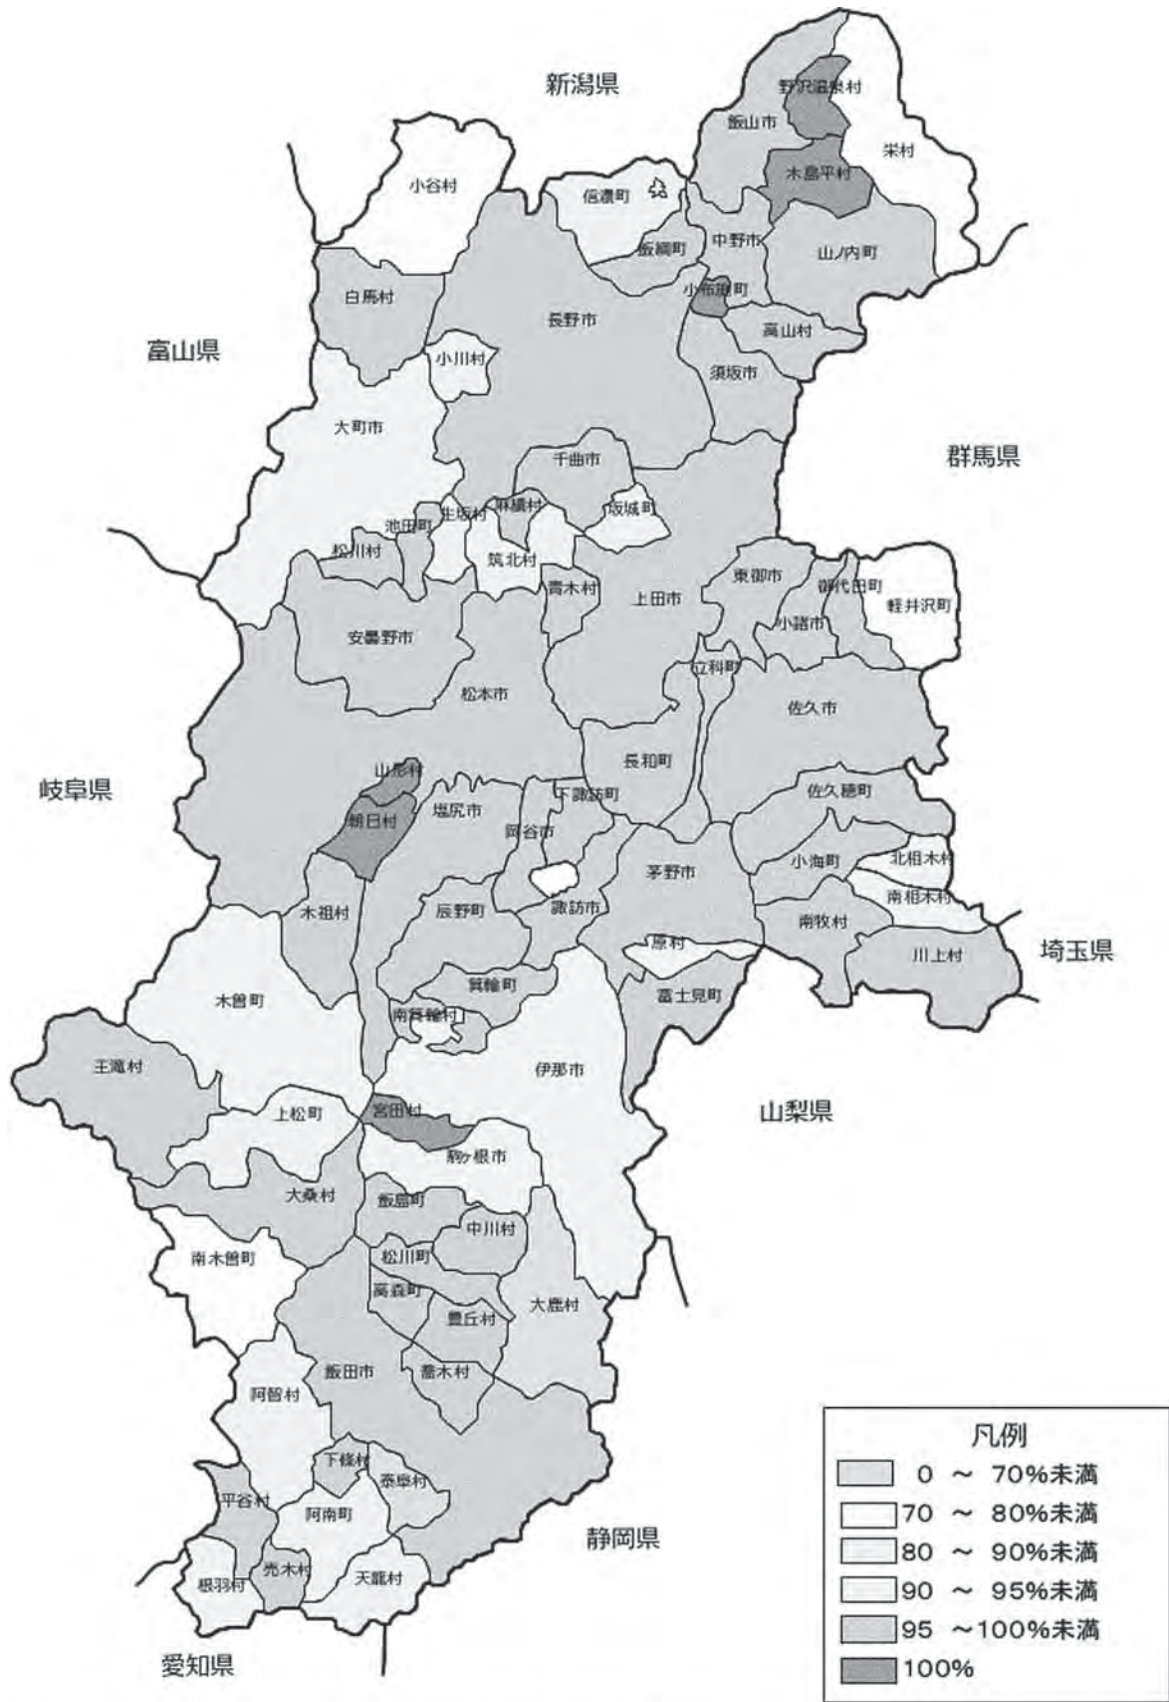 新潟県
野沢温泉村
飯山市
栄村
木島平村
小谷村
信濃町
中野市
飯綱町
山ノ内町
小布施町
白馬村
長野市
高山村
富山県
小川村
須坂市
大町市
群馬県
千曲市
麻績村
坂城町
生坂村
池田町
松川村
筑北村
青木村
東御市
御代田町
軽井沢町
上田市
小諸市
安曇野市
立科町
松本市
佐久市
長和町
岐阜県
山形村
下諏訪町
佐久穂町
朝日村
塩尻市
岡谷市
小海町
北相木村
茅野市
南相木村
木祖村
辰野町
諏訪市
南牧村
原村
川上村
埼玉県
箕輪町
富士見町
木曽町
南箕輪村
伊那市
王滝村
上松町
宮田村
山梨県
駒ヶ根市
大桑村
飯島町
中川村
南木曽町
松川町
高森町
大鹿村
豊丘村
飯田市
喬木村
阿智村
下條村
泰阜村
平谷村
阿南町
売木村
天龍村
根羽村
静岡県
愛知県
凡例
0 ～ 70%未満
70 ～ 80%未満
80 ～ 90%未満
90 ～ 95%未満
95 ～100%未満
100%